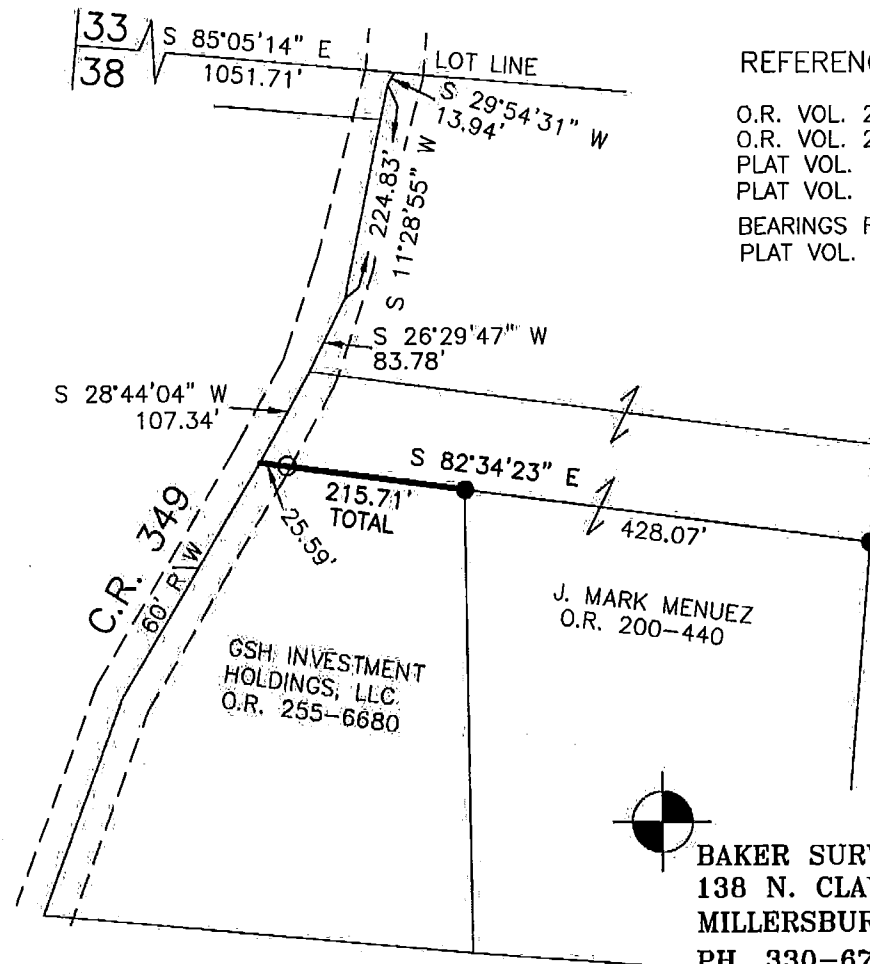 33
38
S 85°05'14" E
1051.71'
LOT LINE
S 29°54'31" W
13.94'
224.83'
S 11°28'55" W
S 26°29'47" W
83.78'
S 28°44'04" W
107.34'
S 82°34'23" E
215.71'
TOTAL
25.59'
428.07'
C.R. 349
60' R\W
J. MARK MENUEZ
O.R. 200-440
GSH INVESTMENT
HOLDINGS, LLC.
O.R. 255-6680
REFERENC
O.R. VOL. 2
O.R. VOL. 2
PLAT VOL.
PLAT VOL.
BEARINGS
PLAT VOL.
BAKER SURV
138 N. CLA
MILLERSBUR
PH. 330-67